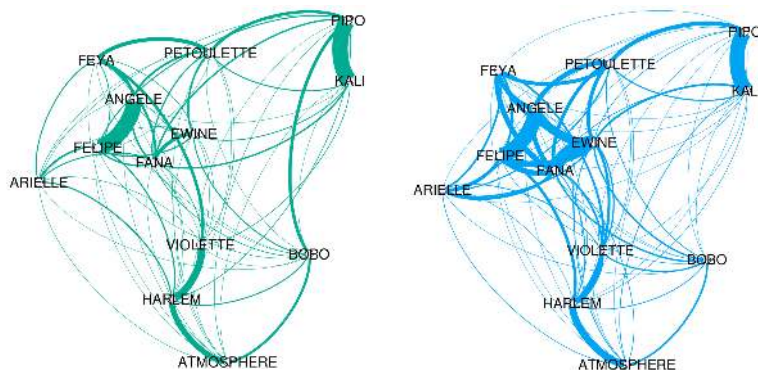 PIPO
PETOULETTE
FEYA
KALI
ANGELE
EWINE
FELIPE
FANA
ARIELLE
VIOLETTE
BOBO
HARLEM
ATMOSPHERE
PIPO
PETOULETTE
FEYA
KALI
ANGELE
EWINE
FELIPE
FANA
ARIELLE
VIOLETTE
BOBO
HARLEM
ATMOSPHERE